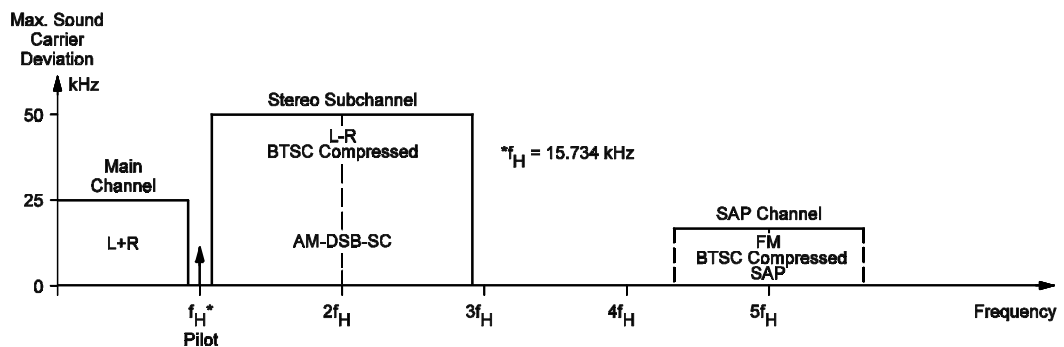 Max. Sound
Carrier
Deviation
kHz
50
25
0
Main
Channel
L+R
Stereo Subchannel
L-R
BTSC Compressed
AM-DSB-SC
*fH = 15.734 kHz
SAP Channel
FM
BTSC Compressed
SAP
fH*
Pilot
2fH
3fH
4fH
5fH
Frequency